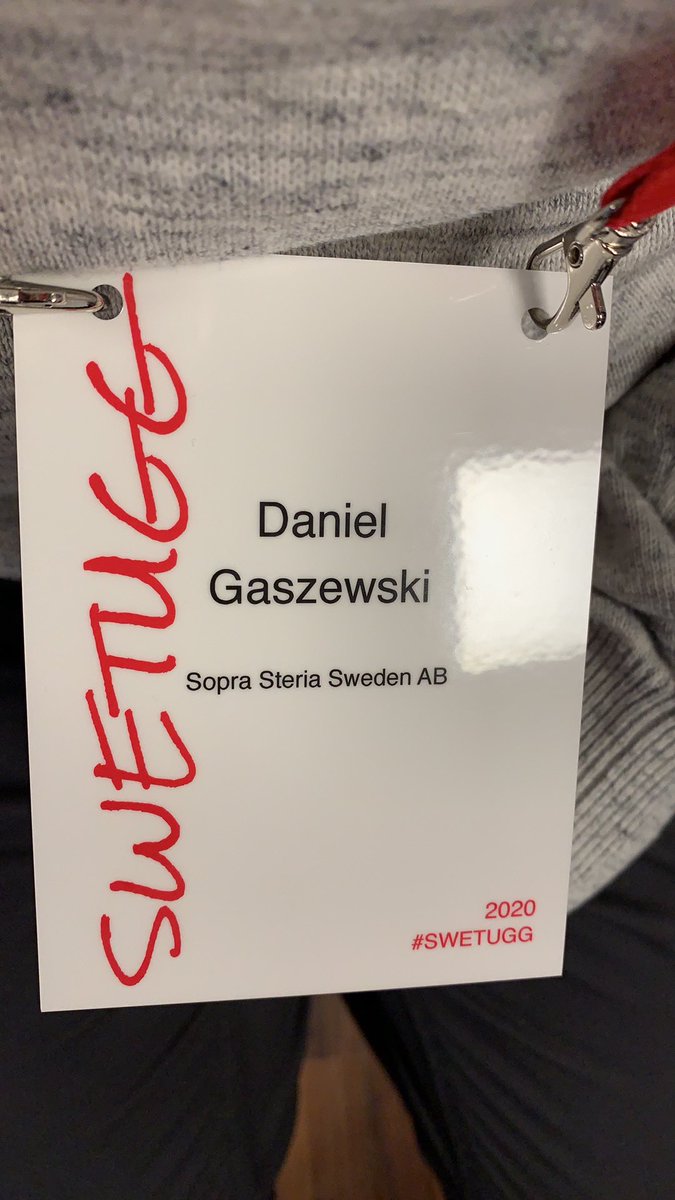 SWETUGG
Daniel
Gaszewski
Sopra Steria Sweden AB
2020
#SWETUGG